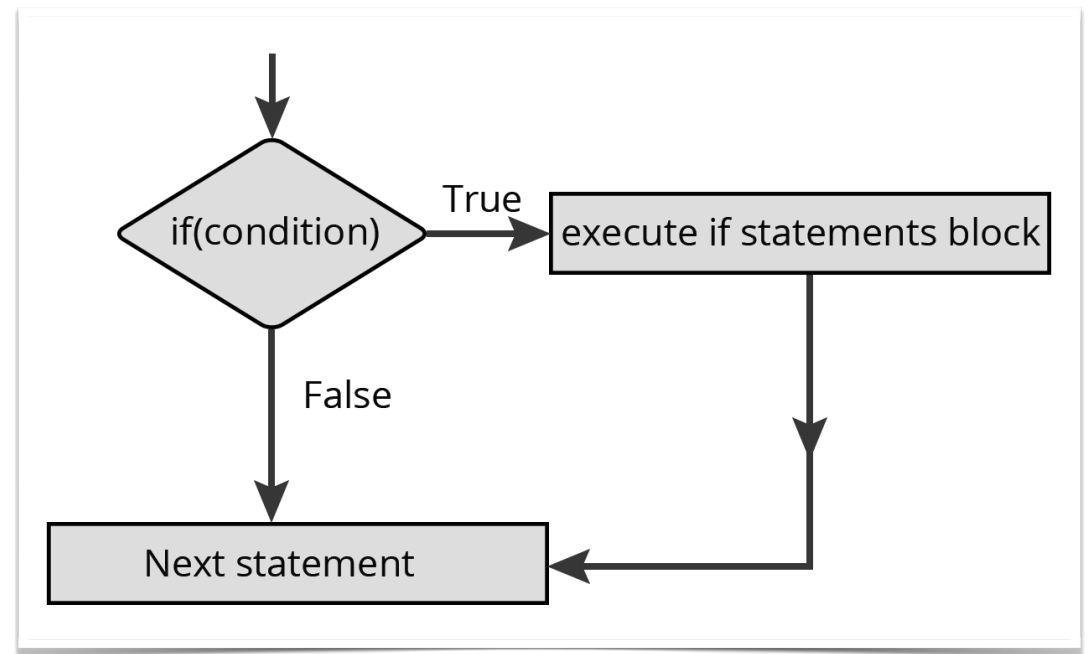 True
if(condition)
execute if statements block
False
Next statement